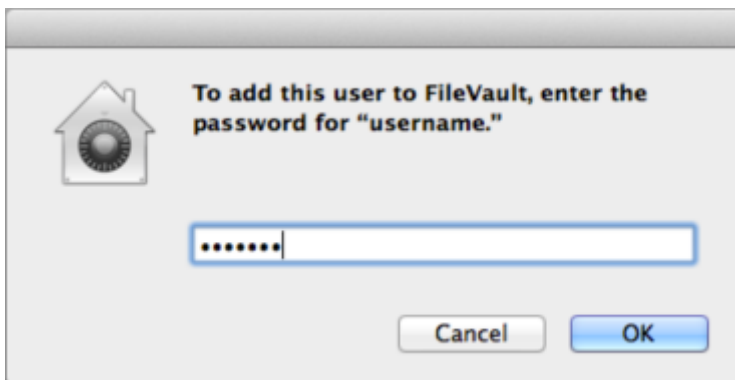 To add this user to FileVault, enter the
password for “username.”
•••••••
Cancel
OK